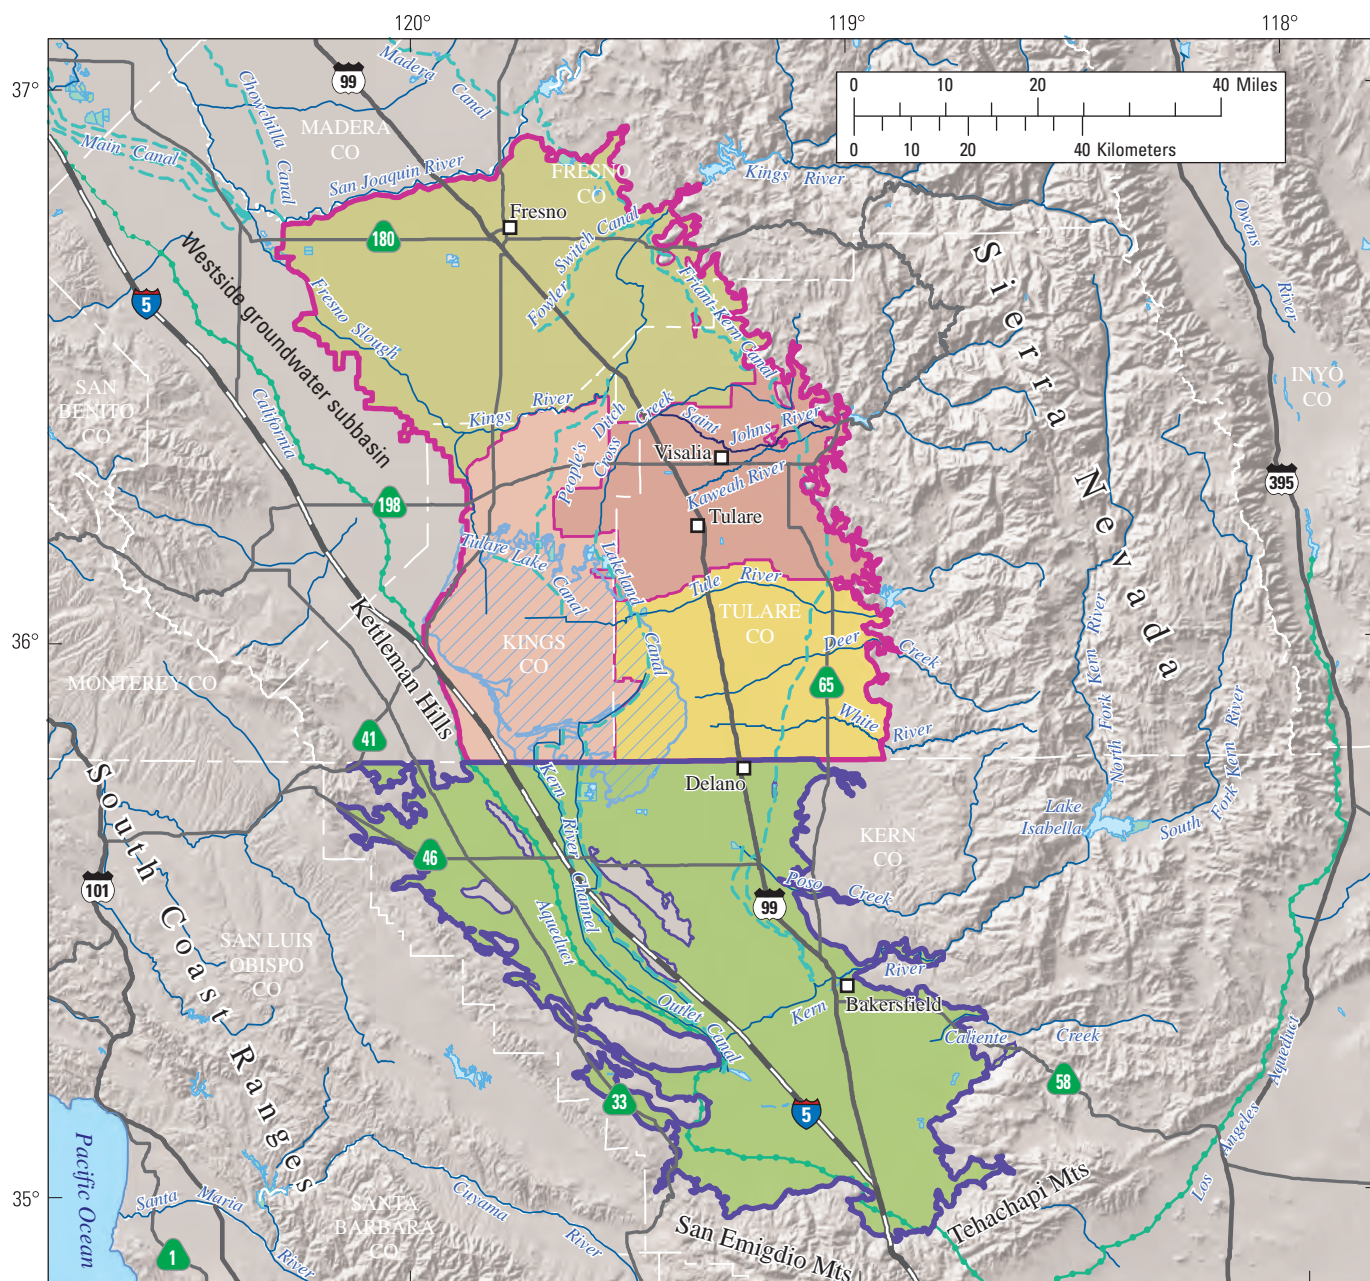 120°
119°
118°
37°
36°
35°
0 10 20 40 Miles
0 10 20 40 Kilometers
99
Madera Canal
Chowchilla Canal
MADERA CO
Main Canal
San Joaquin River
FRESNO CO
Kings River
Owens River
Fresno
180
Fowler Switch Canal
Friant-Kern Canal
Sierra Nevada
Westside groundwater subbasin
5
Fresno Slough
SAN BENITO CO
California
INYO CO
Kings River
People's Ditch
Cross Creek
Saint Johns River
Visalia
Kaweah River
395
198
Tulare
Tulare Lake Canal
Lakeland Canal
Tule River
TULARE CO
KINGS CO
Deer Creek
Kettleman Hills
MONTEREY CO
65
White River
North Fork Kern River
South Fork Kern River
41
Delano
Kern River Channel
Lake Isabella
KERN CO
South Coast Ranges
46
Poso Creek
101
99
Aqueduct
SAN LUIS OBISPO CO
River
Kern
Bakersfield
Outlet Canal
Caliente Creek
58
33
5
Los Angeles Aqueduct
Pacific Ocean
Santa Maria River
SANTA BARBARA CO
Cuyama River
San Emigdio Mts
Tehachapi Mts
1